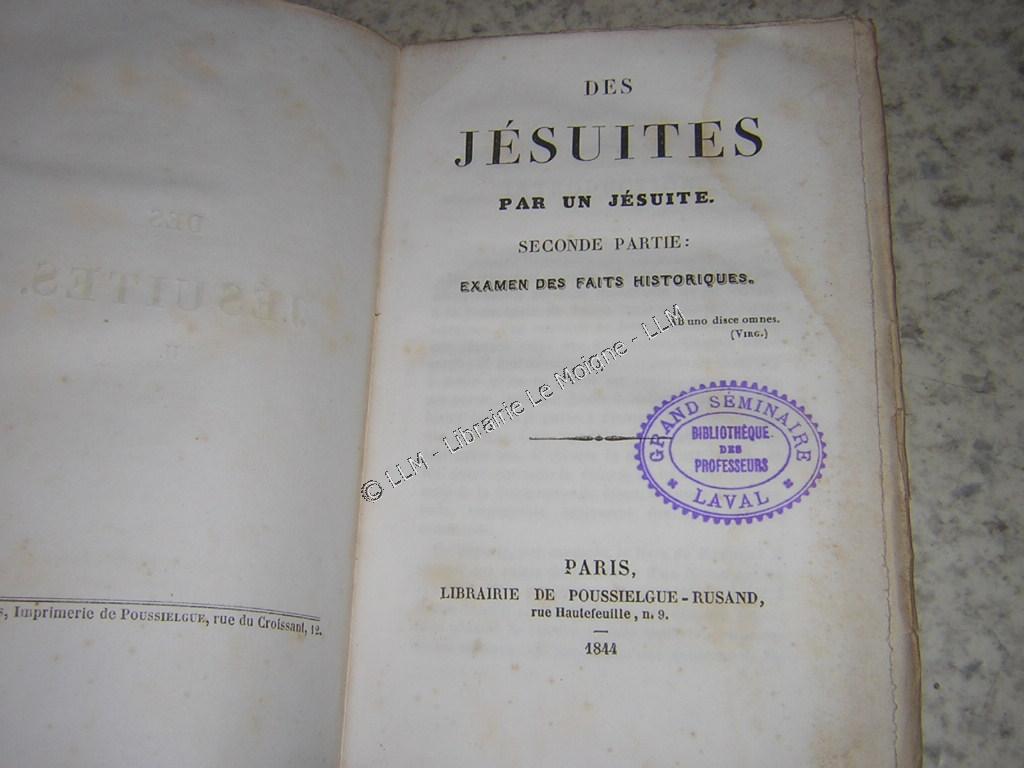 Imprimerie de POUSSIELGUE, rue du Croissant, 12.
DES
JÉSUITES
PAR UN JÉSUITE.
SECONDE PARTIE:
EXAMEN DES FAITS HISTORIQUES.
AB uno disce omnes.
(VIRG.)
© LLM - Librairie Le Moigne - LLM
GRAND SÉMINAIRE
BIBLIOTHÈQUE
DES
PROFESSEURS
LAVAL
PARIS,
LIBRAIRIE DE POUSSIELGUE-RUSAND,
rue Hautefeuille, n. 9.
1844